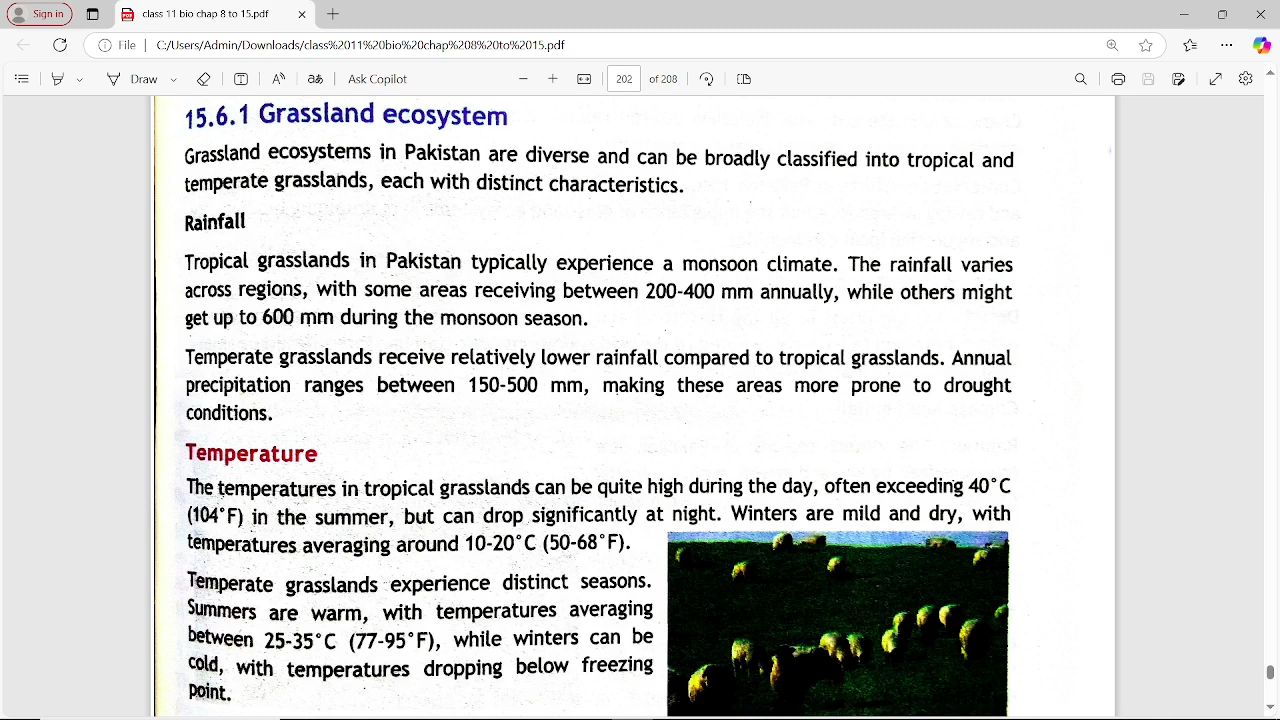 Sign in
class 11 bio chap 8 to 15.pdf
File
C:/Users/Admin/Downloads/class%2011%20bio%20chap%208%20to%2015.pdf
Draw
Ask Copilot
202 of 208
15.6.1 Grassland ecosystem
Grassland ecosystems in Pakistan are diverse and can be broadly classified into tropical and
temperate grasslands, each with distinct characteristics.
Rainfall
Tropical grasslands in Pakistan typically experience a monsoon climate. The rainfall varies
across regions, with some areas receiving between 200-400 mm annually, while others might
get up to 600 mm during the monsoon season.
Temperate grasslands receive relatively lower rainfall compared to tropical grasslands. Annual
precipitation ranges between 150-500 mm, making these areas more prone to drought
conditions.
Temperature
The temperatures in tropical grasslands can be quite high during the day, often exceeding 40°C
(104°F) in the summer, but can drop significantly at night. Winters are mild and dry, with
temperatures averaging around 10-20°C (50-68°F).
Temperate grasslands experience distinct seasons.
Summers are warm, with temperatures averaging
between 25-35°C (77-95°F), while winters can be
cold, with temperatures dropping below freezing
point.